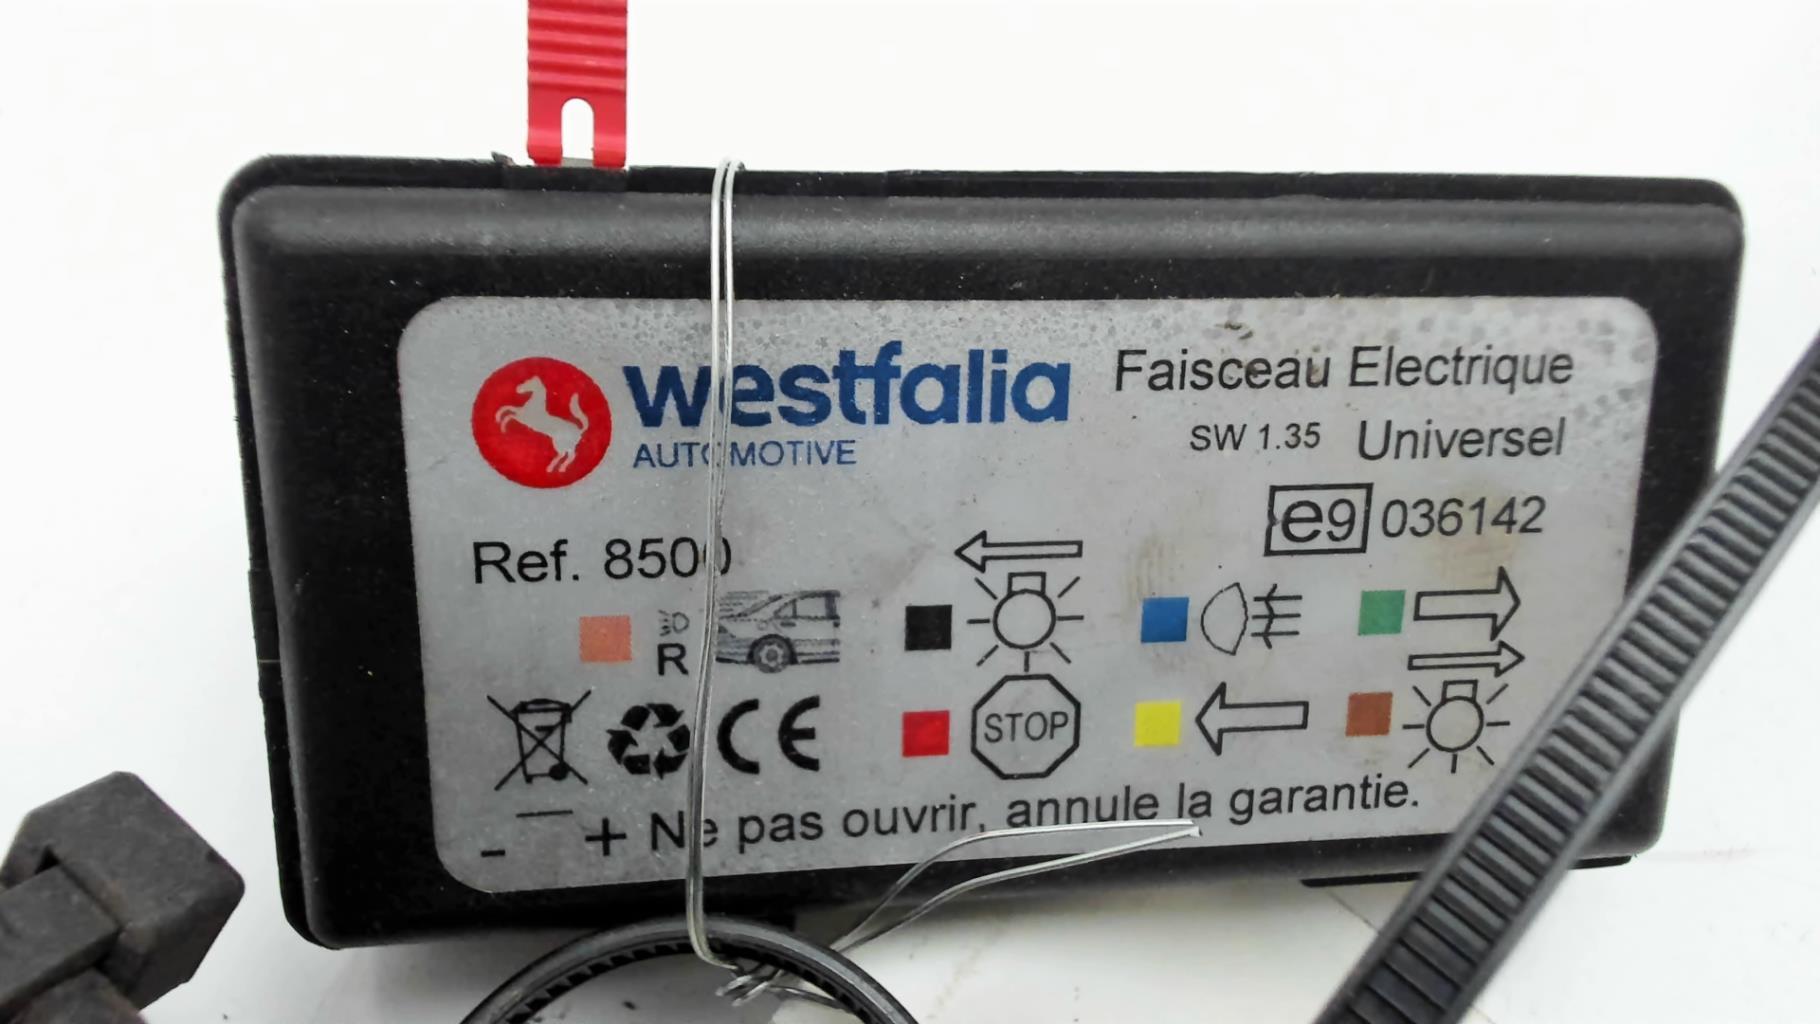 westfalia
AUTOMOTIVE
Faisceau Electrique
SW 1.35 Universel
e9 036142
Ref. 8500
R
CE
STOP
- + Ne pas ouvrir, annule la garantie.